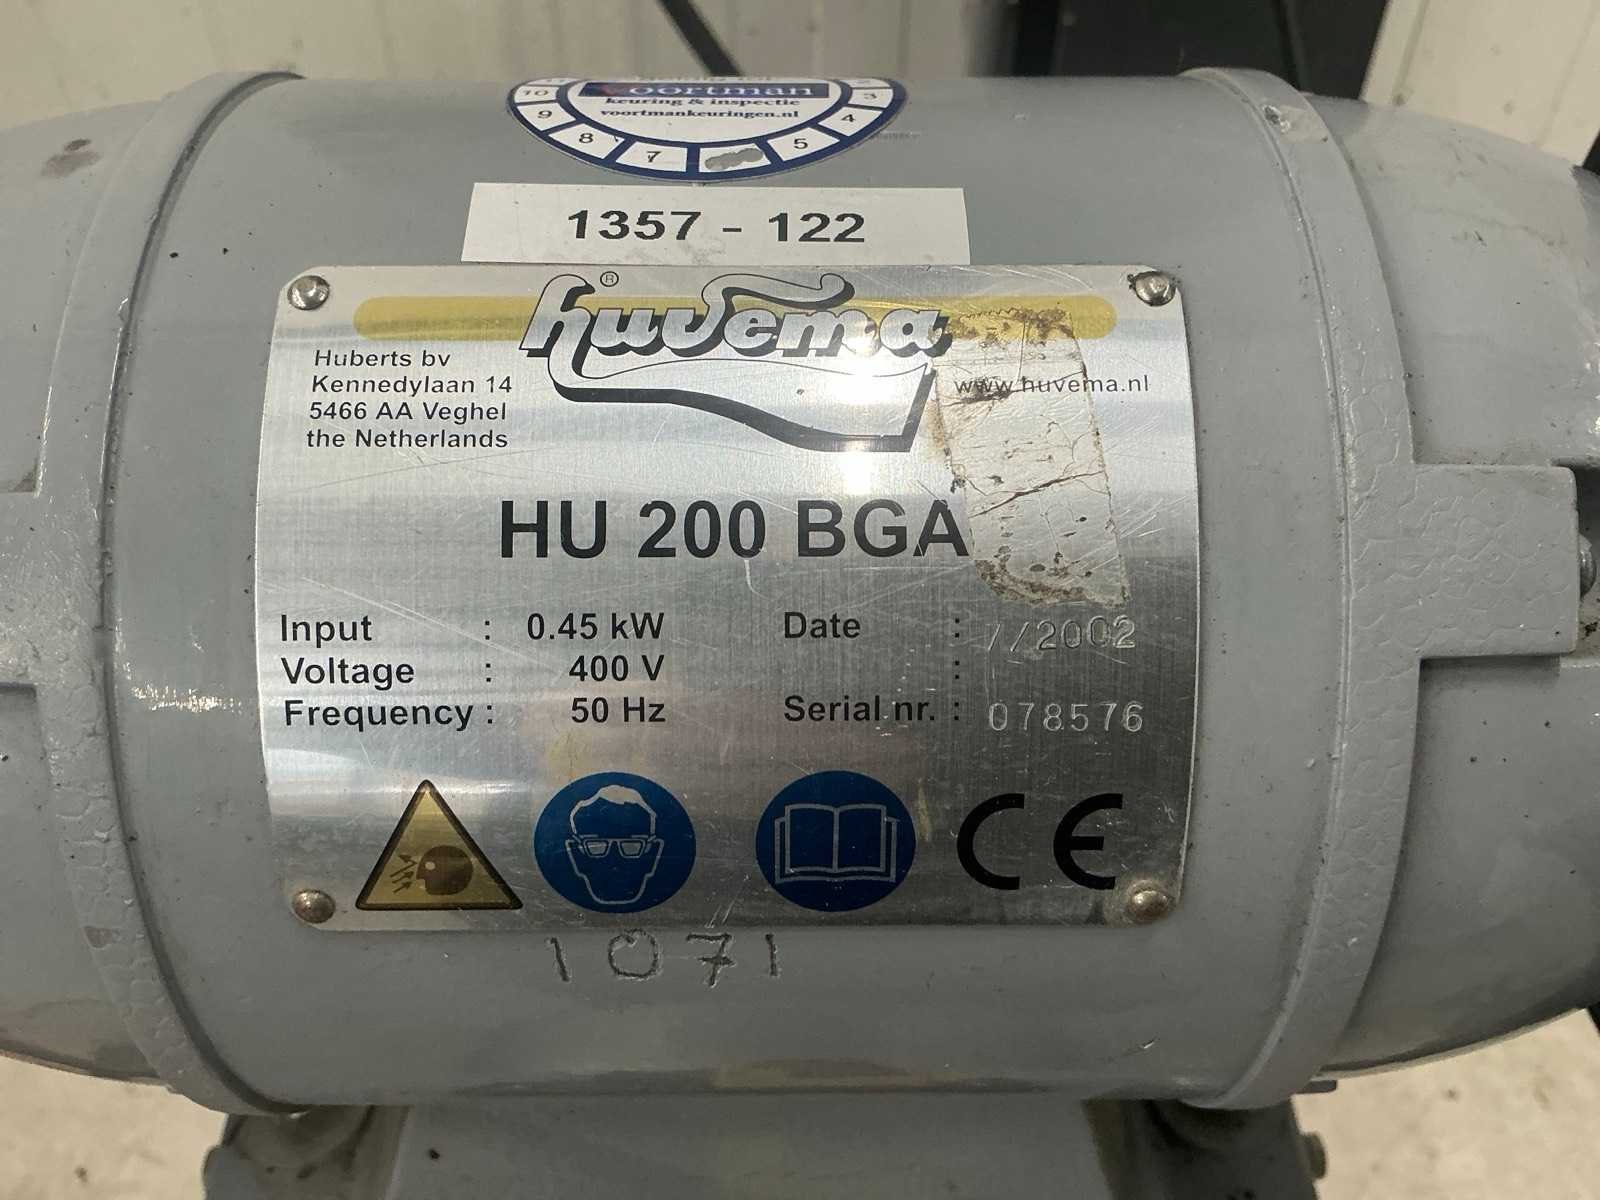 10
9
8
7
5
4
3
voortman
keuring & inspectie
voortmankeuringen.nl
1357 - 122
huvema ®
Huberts bv
Kennedylaan 14
5466 AA Veghel
the Netherlands
www.huvema.nl
HU 200 BGA
Input : 0.45 kW
Voltage : 400 V
Frequency : 50 Hz
Date : 7/2002
:
Serial nr. : 078576
CE
1071